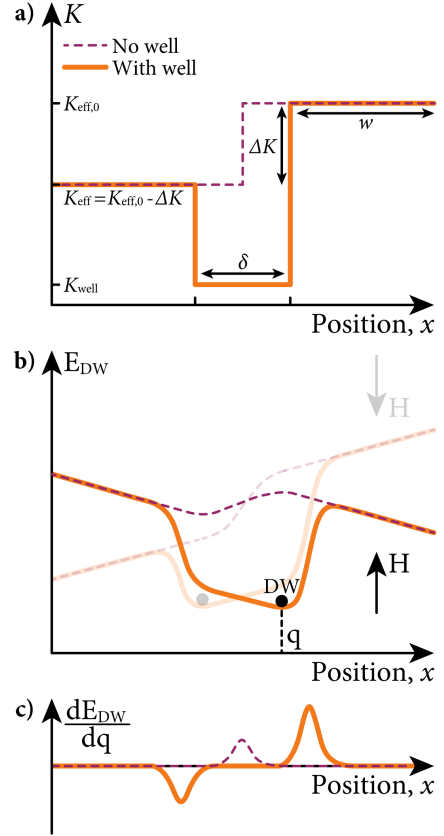 a)
K
No well
With well
K_eff,0
w
ΔK
K_eff = K_eff,0 - ΔK
δ
K_well
Position, x
b)
E_DW
H
DW
H
q
Position, x
c)
dE_DW
dq
Position, x